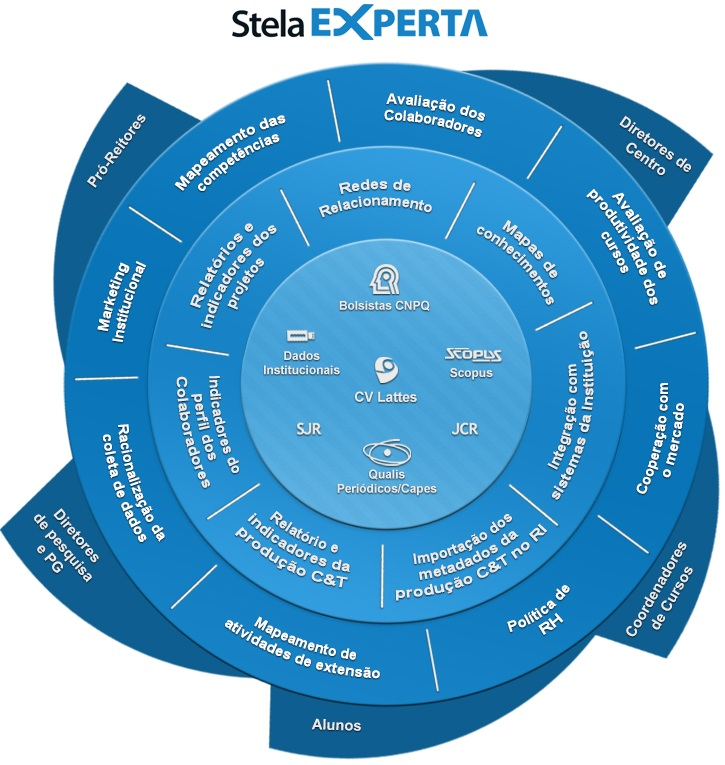 Stela EXPERTA
Pró-Reitores
Diretores de
Centro
Coordenadores
de Cursos
Alunos
Diretores
de pesquisa
e PG
Mapeamento das
competências
Avaliação dos
Colaboradores
Avaliação de
produtividade dos
cursos
Cooperação com
o mercado
Política de
RH
Mapeamento de
atividades de extensão
Racionalização da
coleta de dados
Marketing
Institucional
Relatórios e
indicadores dos
projetos
Redes de
Relacionamento
Mapas de
conhecimentos
Integração com
sistemas da Instituição
Importação dos
metadados da
produção C&T no RI
Relatório e
indicadores da
produção C&T
Indicadores do
perfil dos
Colaboradores
Bolsistas CNPQ
Dados
Institucionais
SCOPUS
Scopus
CV Lattes
SJR
JCR
Qualis
Periódicos/Capes